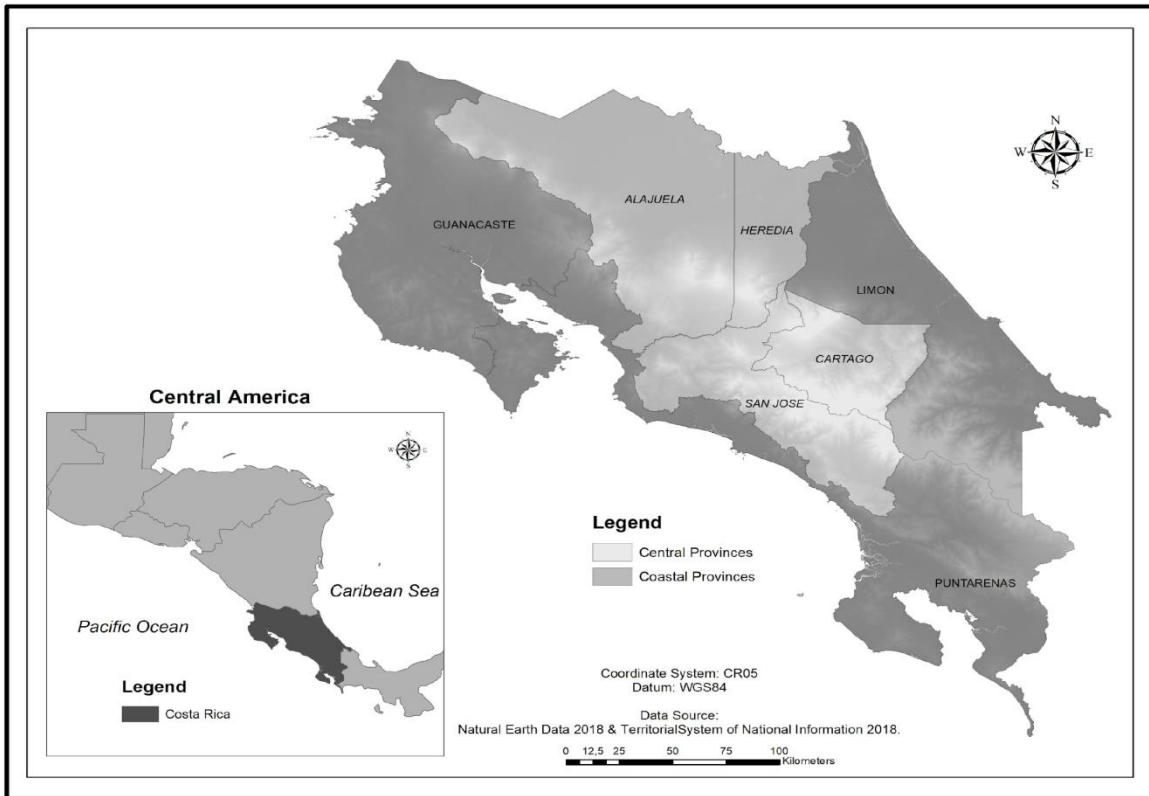 N
W E
S
ALAJUELA
HEREDIA
GUANACASTE
LIMON
CARTAGO
SAN JOSE
PUNTARENAS
Central America
N
W E
S
Caribean Sea
Pacific Ocean
Legend
Costa Rica
Legend
Central Provinces
Coastal Provinces
Coordinate System: CR05
Datum: WGS84
Data Source:
Natural Earth Data 2018 & TerritorialSystem of National Information 2018.
0 12,5 25 50 75 100
Kilometers